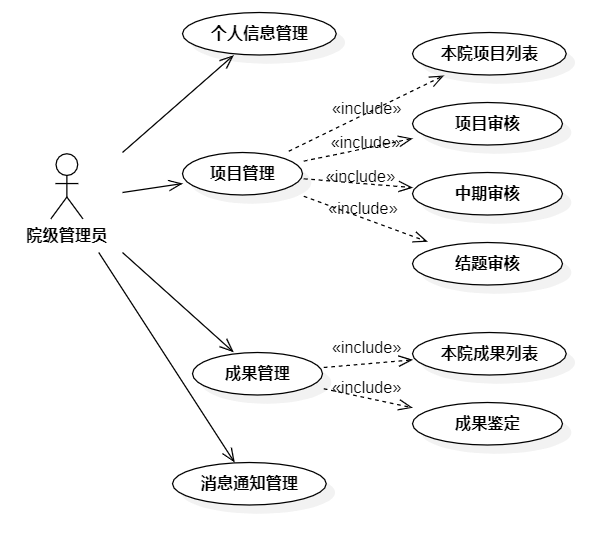 个人信息管理
本院项目列表
«include»
项目审核
«include»
项目管理
«include»
中期审核
«include»
院级管理员
结题审核
«include»
本院成果列表
成果管理
«include»
成果鉴定
消息通知管理